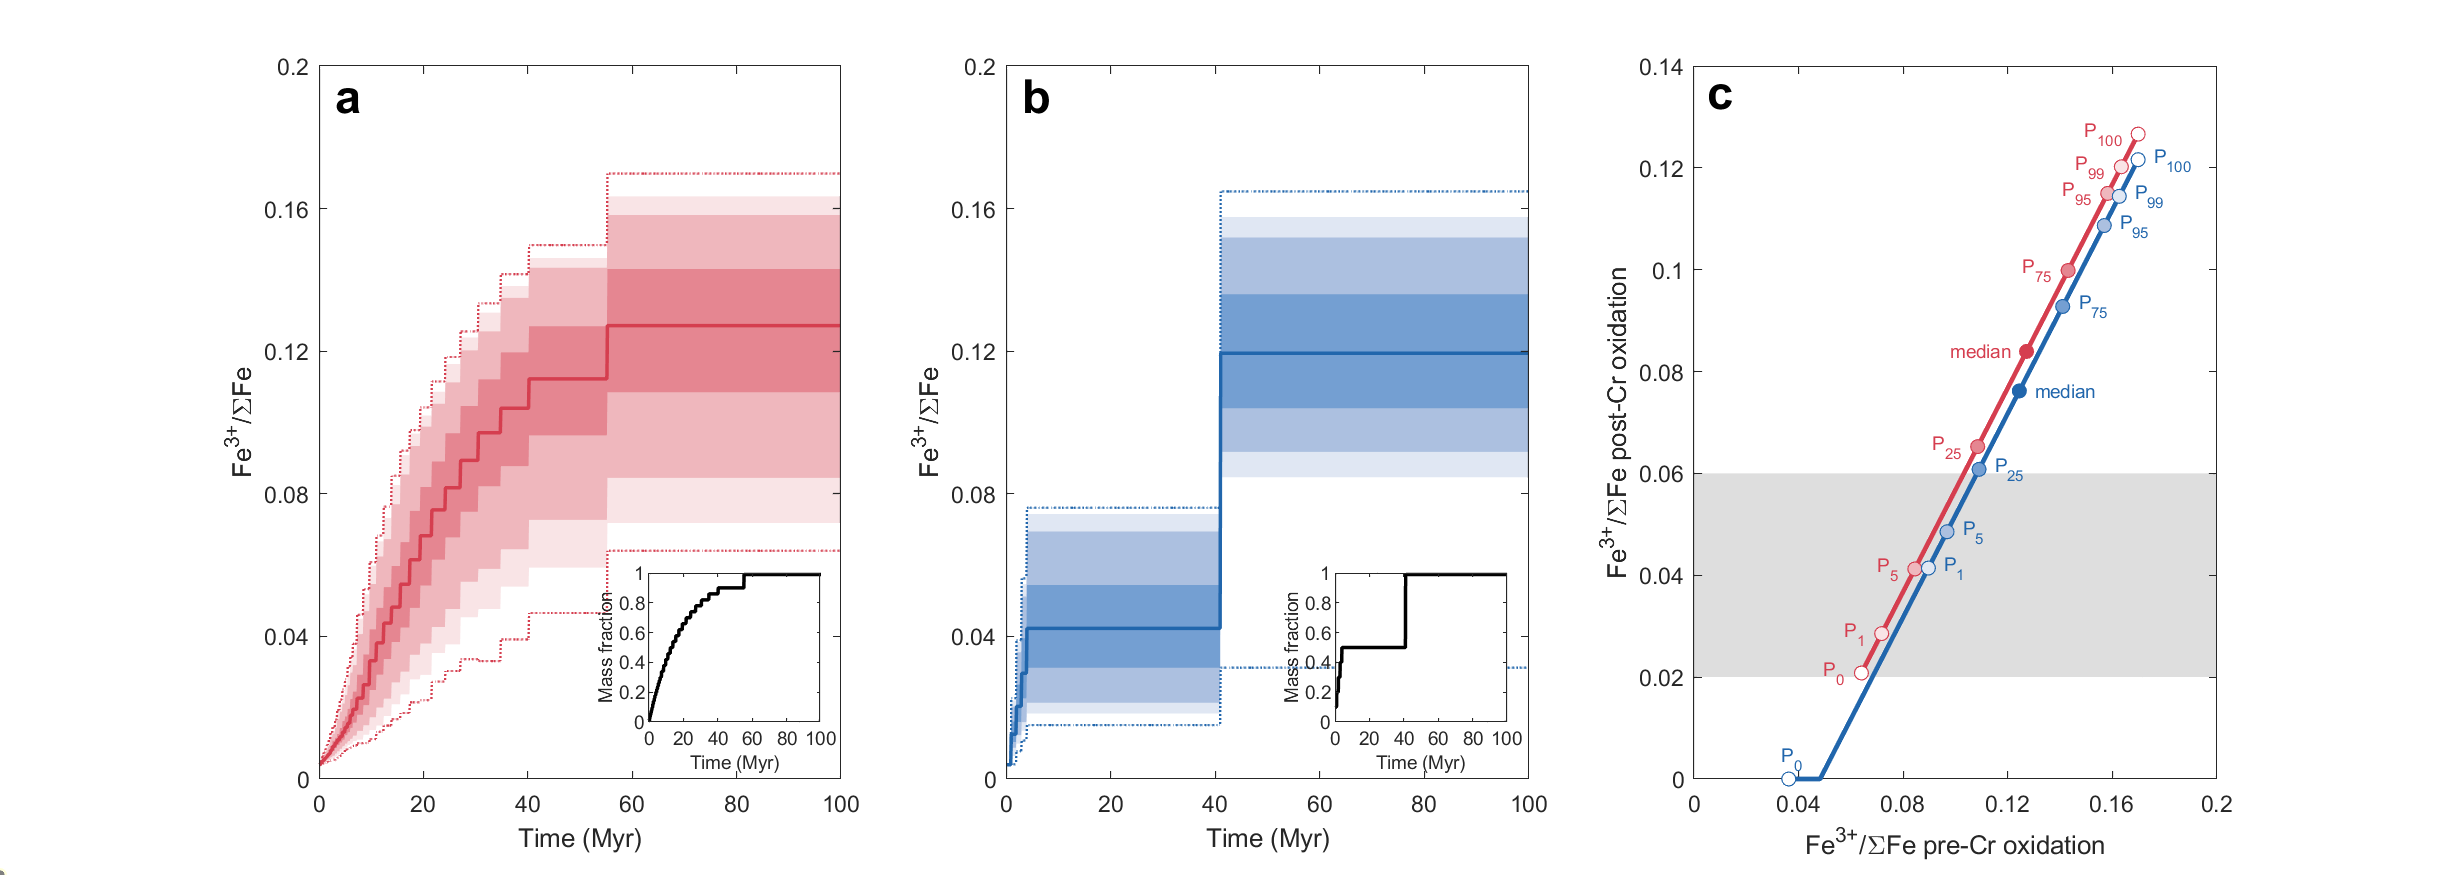 a
0.2
0.16
0.12
0.08
0.04
0
Fe3+/ΣFe
0 20 40 60 80 100
Time (Myr)
1
0.8
0.6
0.4
0.2
0
Mass fraction
0 20 40 60 80 100
Time (Myr)
b
0.2
0.16
0.12
0.08
0.04
0
Fe3+/ΣFe
0 20 40 60 80 100
Time (Myr)
1
0.8
0.6
0.4
0.2
0
Mass fraction
0 20 40 60 80 100
Time (Myr)
c
0.14
0.12
0.1
0.08
0.06
0.04
0.02
0
Fe3+/ΣFe post-Cr oxidation
P100
P99
P95
P75
median
P25
P5
P1
P0
P100
P99
P95
P75
median
P25
P5
P1
P0
0 0.04 0.08 0.12 0.16 0.2
Fe3+/ΣFe pre-Cr oxidation